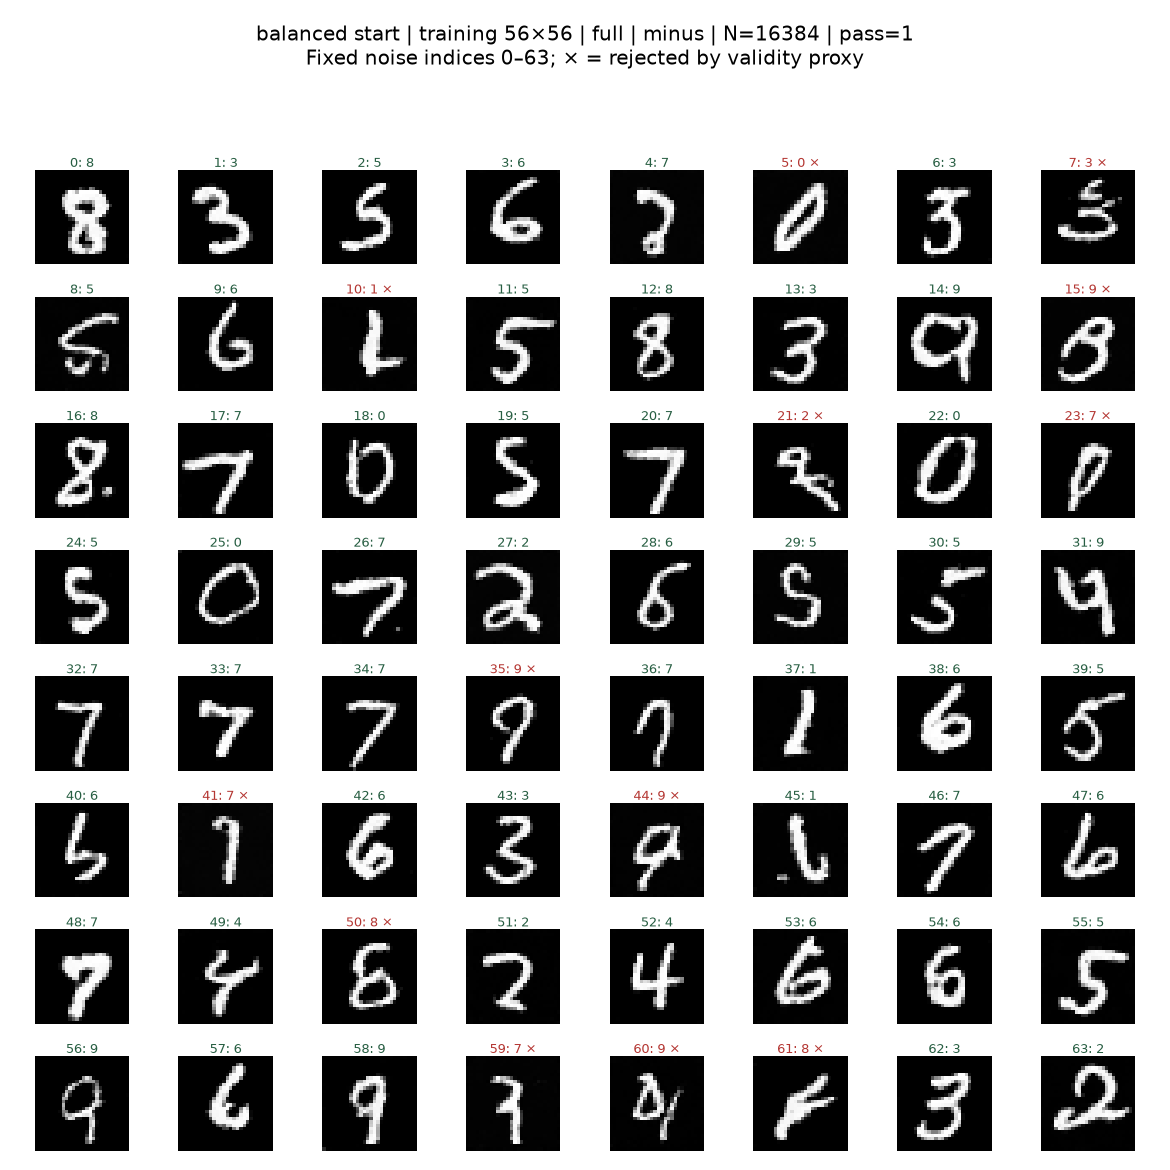 balanced start | training 56×56 | full | minus | N=16384 | pass=1
Fixed noise indices 0–63; × = rejected by validity proxy
0: 8 1: 3 2: 5 3: 6 4: 7 5: 0 × 6: 3 7: 3 ×
8: 5 9: 6 10: 1 × 11: 5 12: 8 13: 3 14: 9 15: 9 ×
16: 8 17: 7 18: 0 19: 5 20: 7 21: 2 × 22: 0 23: 7 ×
24: 5 25: 0 26: 7 27: 2 28: 6 29: 5 30: 5 31: 9
32: 7 33: 7 34: 7 35: 9 × 36: 7 37: 1 38: 6 39: 5
40: 6 41: 7 × 42: 6 43: 3 44: 9 × 45: 1 46: 7 47: 6
48: 7 49: 4 50: 8 × 51: 2 52: 4 53: 6 54: 6 55: 5
56: 9 57: 6 58: 9 59: 7 × 60: 9 × 61: 8 × 62: 3 63: 2